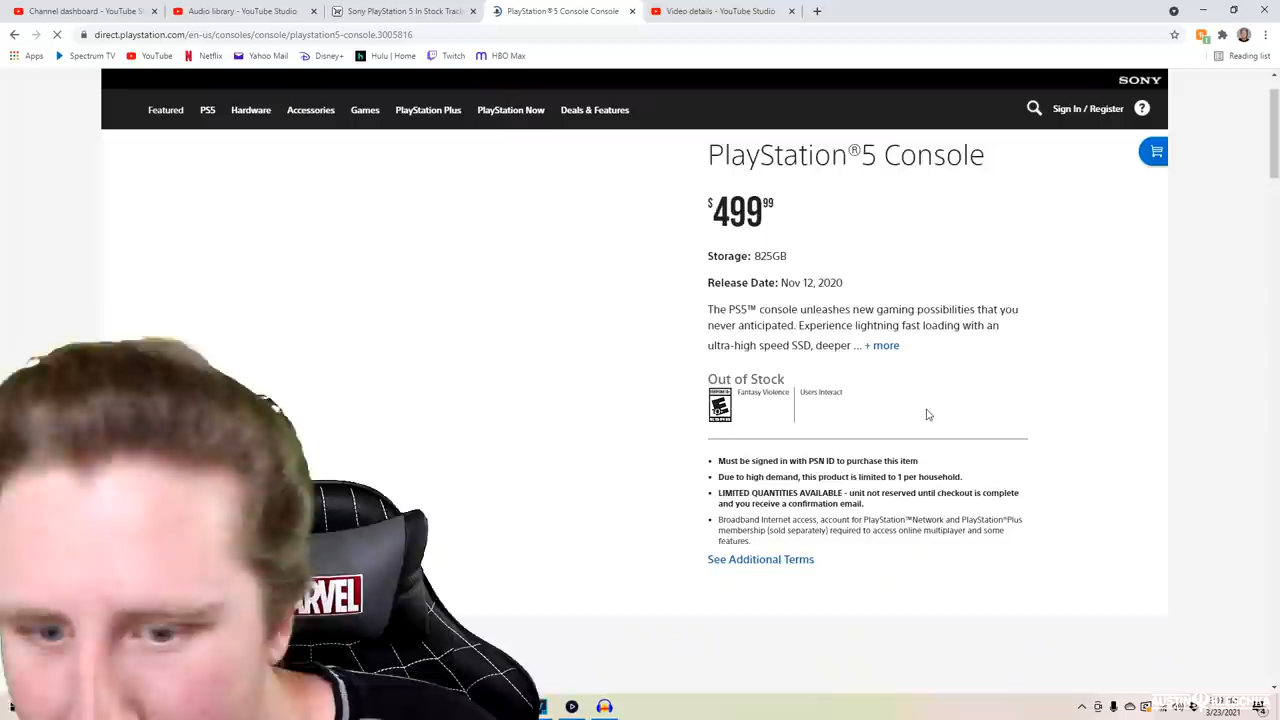 Video copyright - YouTube Studio
Audio library - YouTube Studio
Sony PlayStation 5 In Stock Track
PlayStation®5 Console Console
Video details - YouTube Studio
direct.playstation.com/en-us/consoles/console/playstation5-console.3005816
Apps
Spectrum TV
YouTube
Netflix
Yahoo Mail
Disney+
Hulu | Home
Twitch
HBO Max
Reading list
SONY
Featured
PS5
Hardware
Accessories
Games
PlayStation Plus
PlayStation Now
Deals & Features
Sign In / Register
PlayStation®5 Console
$499.99
Storage: 825GB
Release Date: Nov 12, 2020
The PS5™ console unleashes new gaming possibilities that you
never anticipated. Experience lightning fast loading with an
ultra-high speed SSD, deeper ... + more
Out of Stock
Fantasy Violence
Users Interact
• Must be signed in with PSN ID to purchase this item
• Due to high demand, this product is limited to 1 per household.
• LIMITED QUANTITIES AVAILABLE - unit not reserved until checkout is complete
and you receive a confirmation email.
• Broadband Internet access, account for PlayStation™Network and PlayStation®Plus
membership (sold separately) required to access online multiplayer and some
features.
See Additional Terms
MARVEL
3/23/2021